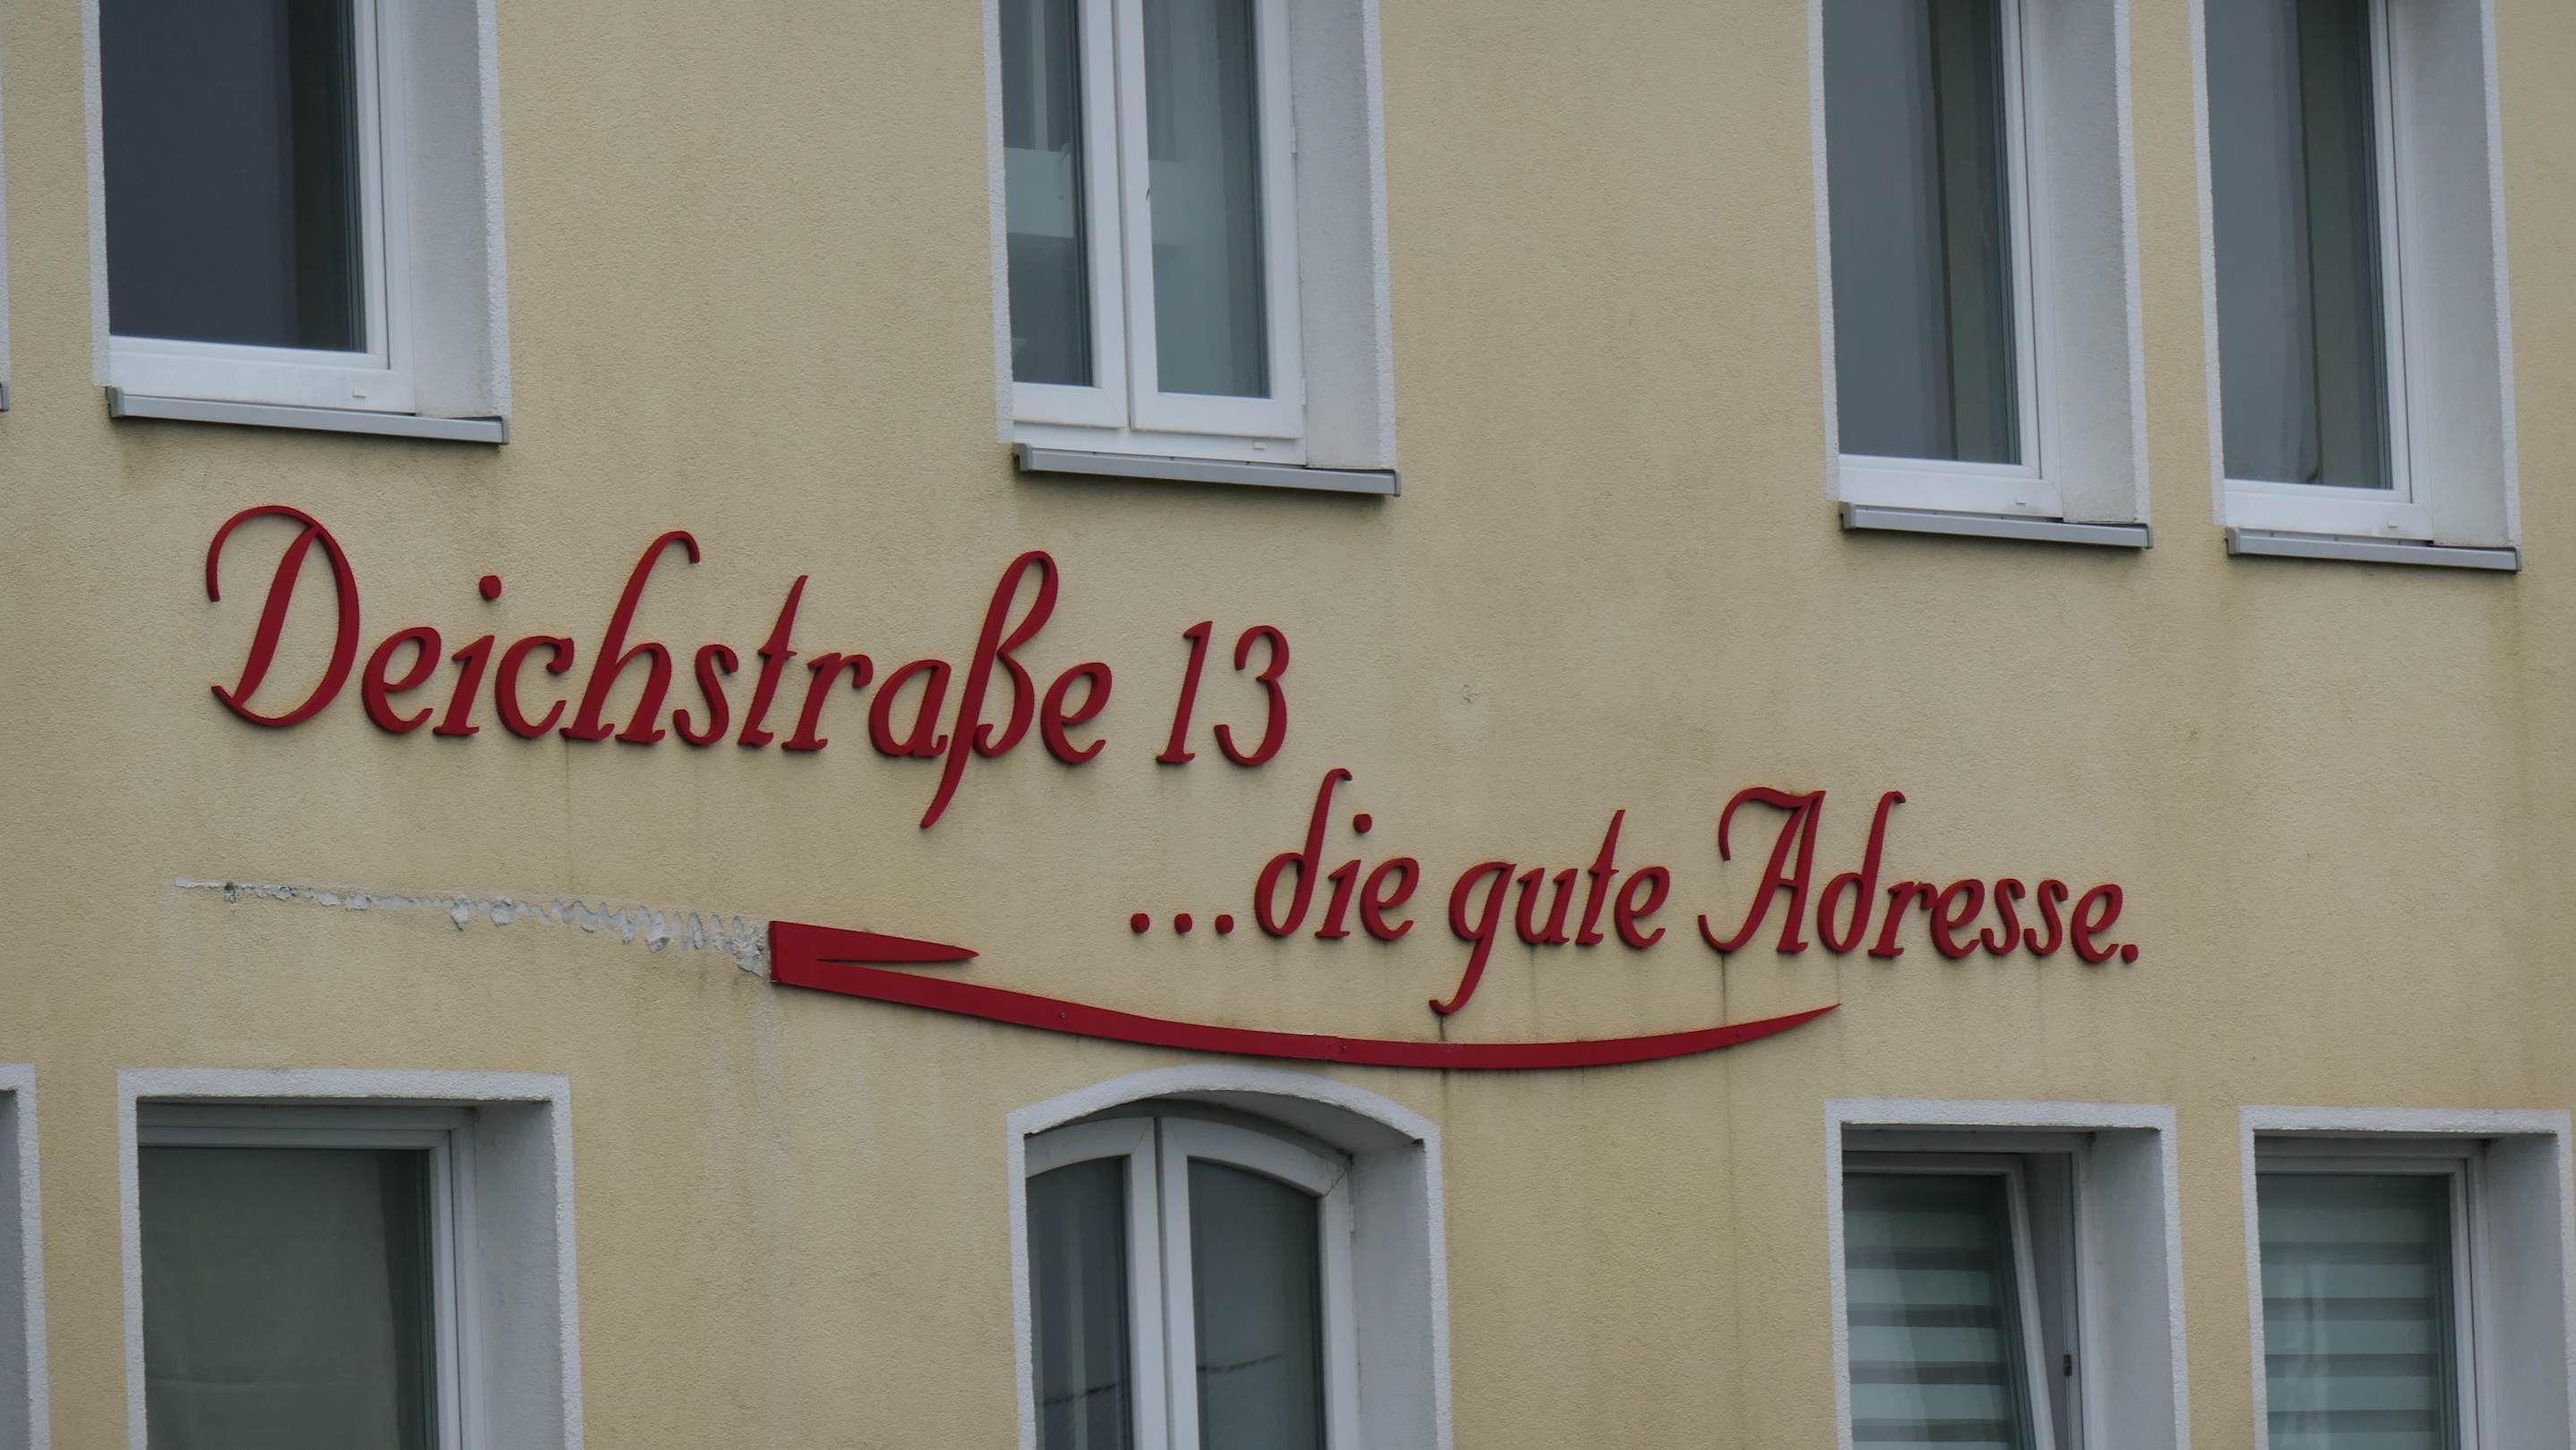 Deichstraße 13
...die gute Adresse.